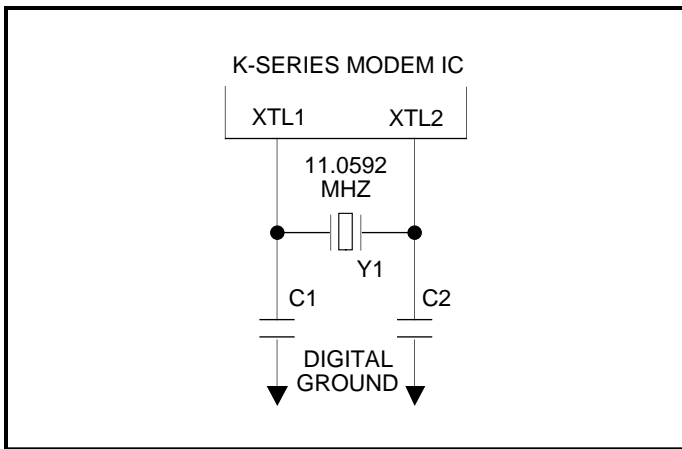 K-SERIES MODEM IC
XTL1 XTL2
11.0592
MHZ
Y1
C1 C2
DIGITAL
GROUND